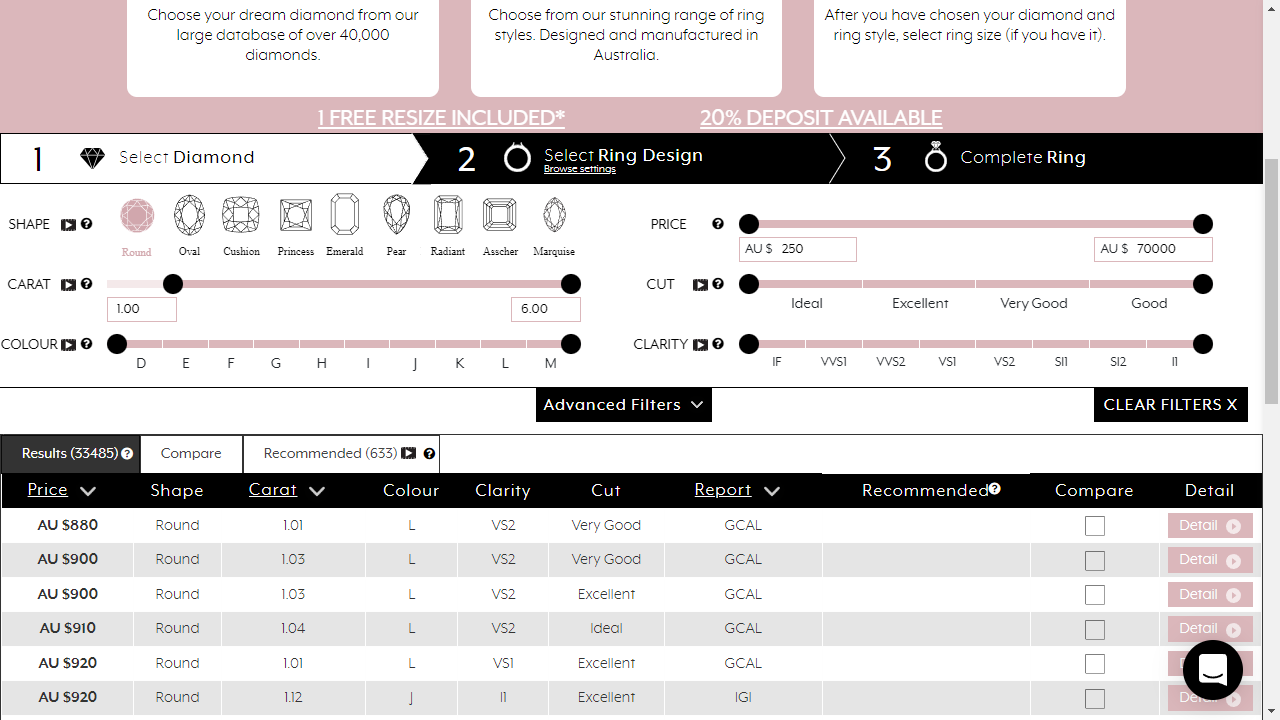 Choose your dream diamond from our
large database of over 40,000
diamonds.
Choose from our stunning range of ring
styles. Designed and manufactured in
Australia.
After you have chosen your diamond and
ring style, select ring size (if you have it).
1 FREE RESIZE INCLUDED*
20% DEPOSIT AVAILABLE
1 Select Diamond
2 Select Ring Design
Browse settings
3 Complete Ring
SHAPE
Round Oval Cushion Princess Emerald Pear Radiant Asscher Marquise
PRICE
AU $ 250
AU $ 70000
CARAT
1.00
6.00
CUT
Ideal Excellent Very Good Good
COLOUR
D E F G H I J K L M
CLARITY
IF VVS1 VVS2 VS1 VS2 SI1 SI2 I1
Advanced Filters
CLEAR FILTERS X
Results (33485) Compare Recommended (633)
Price Shape Carat Colour Clarity Cut Report Recommended Compare Detail
AU $880 Round 1.01 L VS2 Very Good GCAL Detail
AU $900 Round 1.03 L VS2 Very Good GCAL Detail
AU $900 Round 1.03 L VS2 Excellent GCAL Detail
AU $910 Round 1.04 L VS2 Ideal GCAL Detail
AU $920 Round 1.01 L VS1 Excellent GCAL
AU $920 Round 1.12 J I1 Excellent IGI